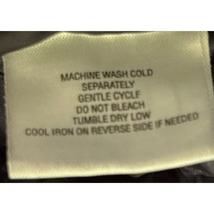 MACHINE WASH COLD
SEPARATELY
GENTLE CYCLE
DO NOT BLEACH
TUMBLE DRY LOW
COOL IRON ON REVERSE SIDE IF NEEDED